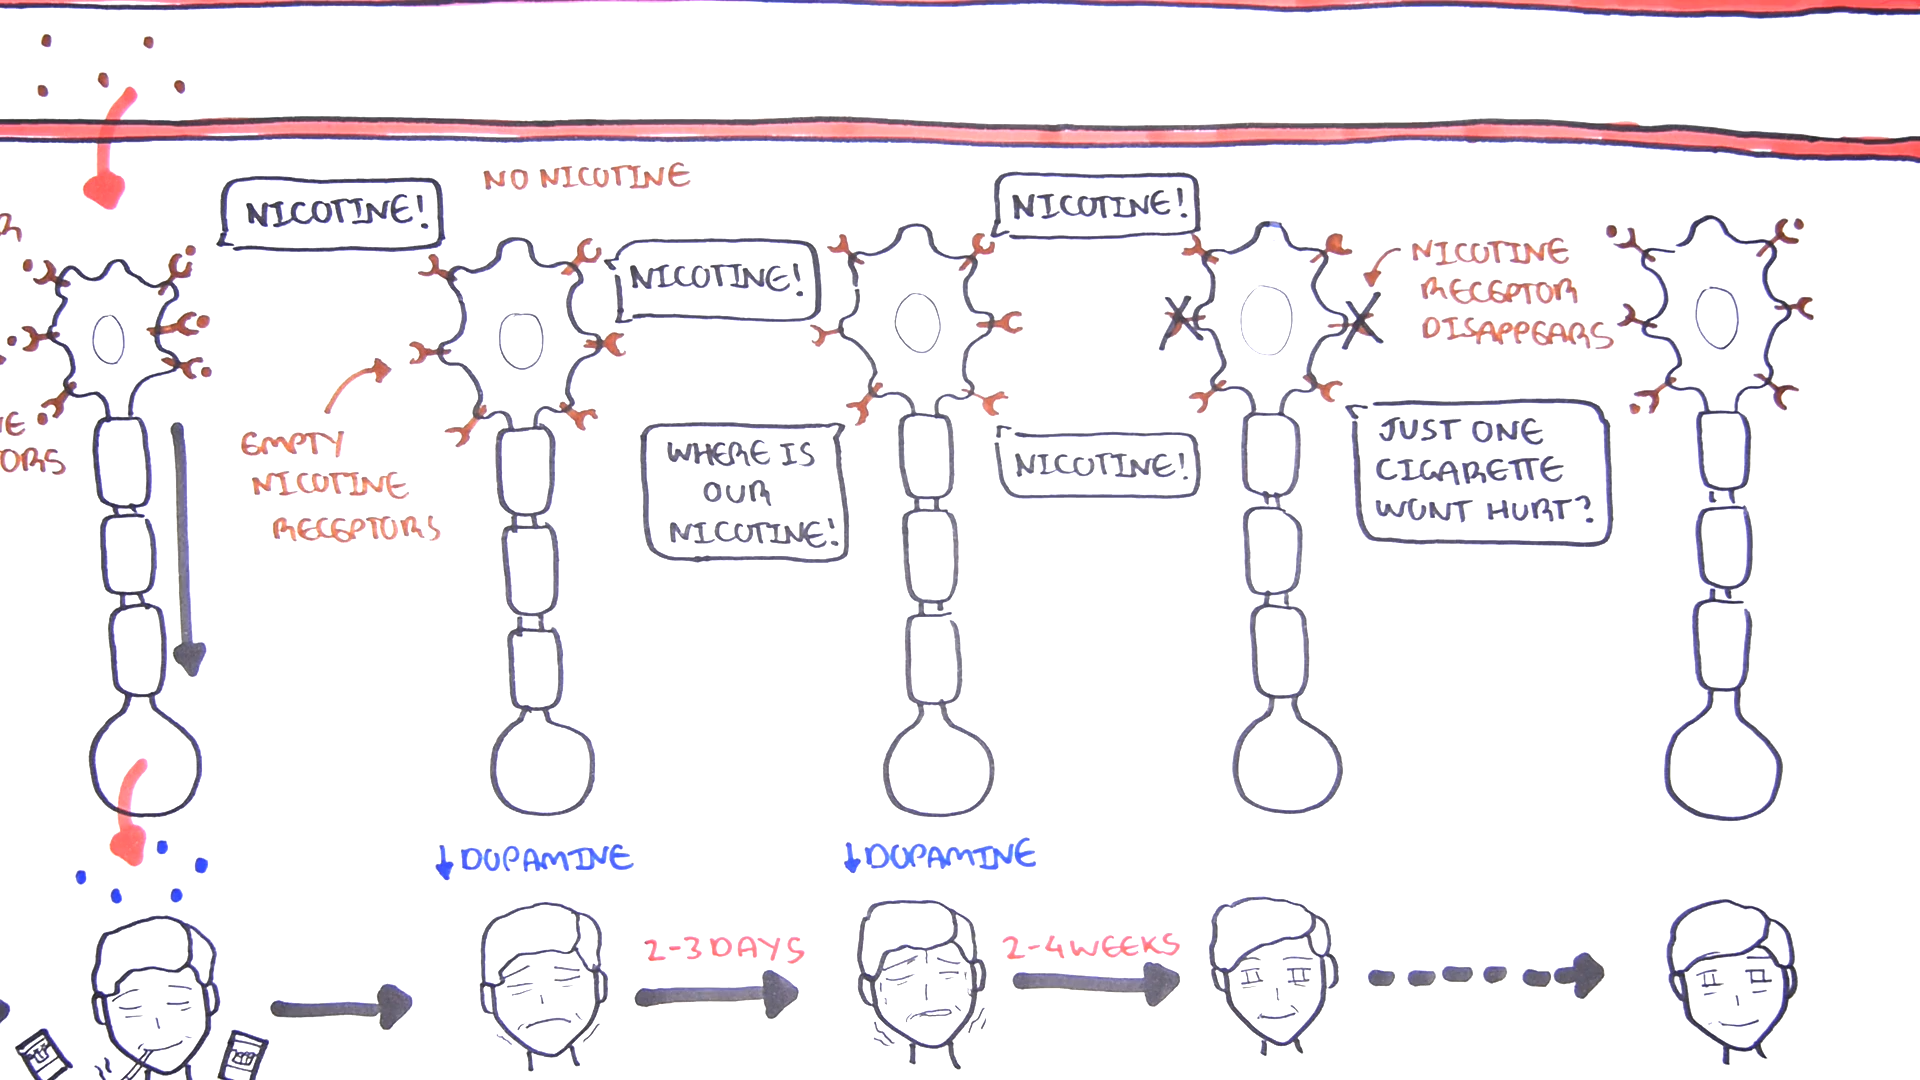 NICOTINE!
NO NICOTINE
NICOTINE!
NICOTINE!
NICOTINE
RECEPTOR
DISAPPEARS
EMPTY
NICOTINE
RECEPTORS
WHERE IS
OUR
NICOTINE!
NICOTINE!
JUST ONE
CIGARETTE
WONT HURT?
↓DOPAMINE
↓DOPAMINE
2-3 DAYS
2-4 WEEKS